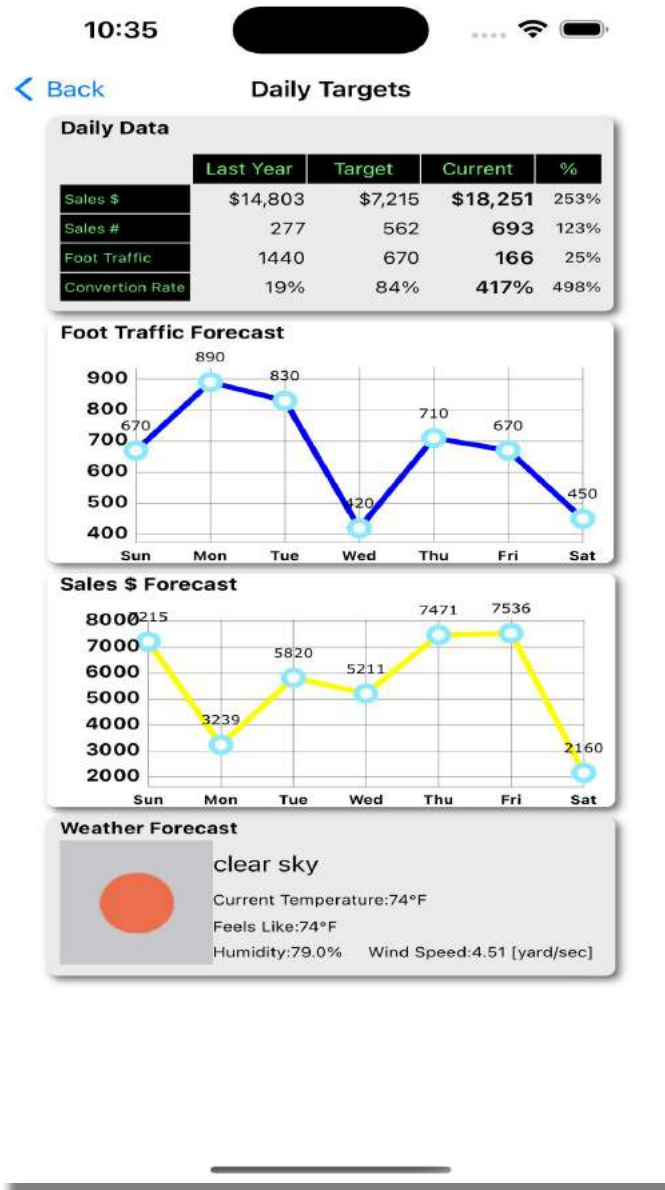 10:35
Back Daily Targets
Daily Data
Last Year Target Current %
Sales $ $14,803 $7,215 $18,251 253%
Sales # 277 562 693 123%
Foot Traffic 1440 670 166 25%
Convertion Rate 19% 84% 417% 498%
Foot Traffic Forecast
890
830
900
800
710
670
670
700
600
450
420
500
400
Sun Mon Tue Wed Thu Fri Sat
Sales $ Forecast
7471 7536
8000 7215
7000
5820
6000
5211
5000
3239
4000
3000
2160
2000
Sun Mon Tue Wed Thu Fri Sat
Weather Forecast
clear sky
Current Temperature:74°F
Feels Like:74°F
Humidity:79.0% Wind Speed:4.51 [yard/sec]